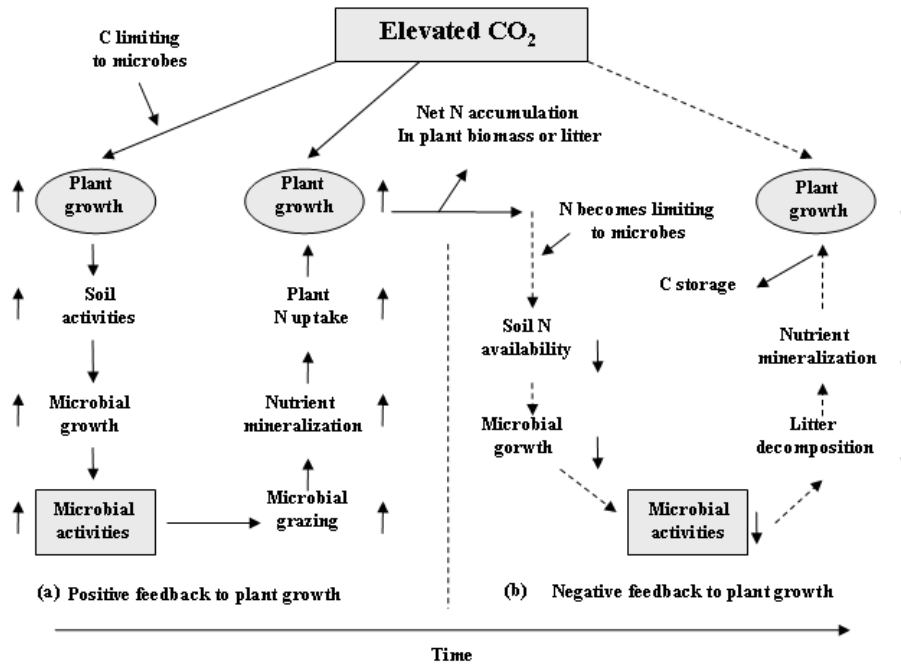 Elevated CO₂
C limiting
to microbes
Net N accumulation
In plant biomass or litter
Plant
growth
Plant
growth
Plant
growth
N becomes limiting
to microbes
C storage
Soil
activities
Plant
N uptake
Soil N
availability
Nutrient
mineralization
Microbial
growth
Nutrient
mineralization
Microbial
gorwth
Litter
decomposition
Microbial
activities
Microbial
grazing
Microbial
activities
(a) Positive feedback to plant growth
(b) Negative feedback to plant growth
Time